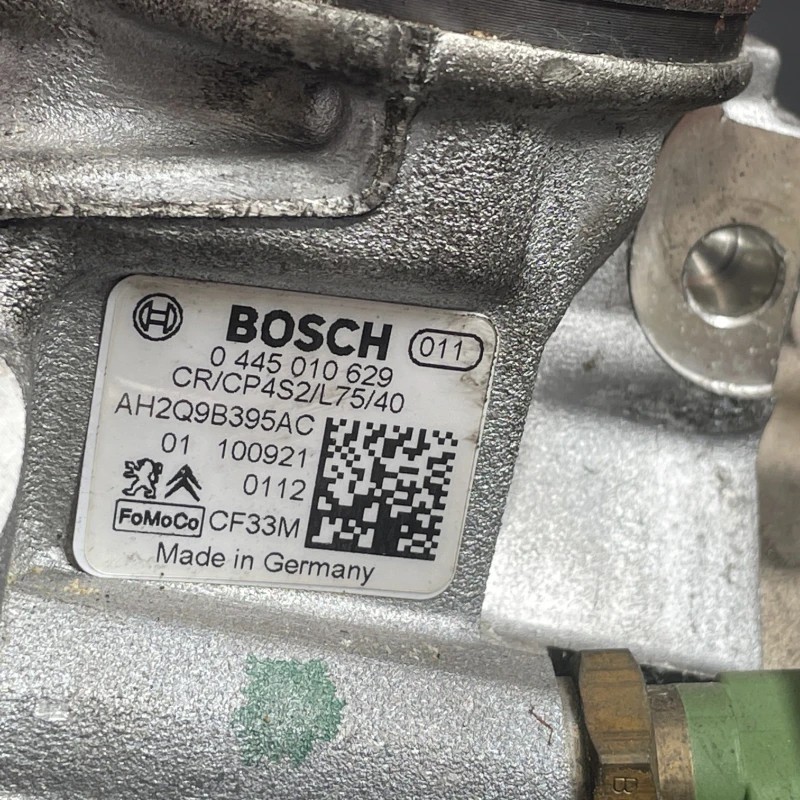 BOSCH 011
0 445 010 629
CR/CP4S2/L75/40
AH2Q9B395AC
01 100921
0112
FoMoCo CF33M
Made in Germany
B